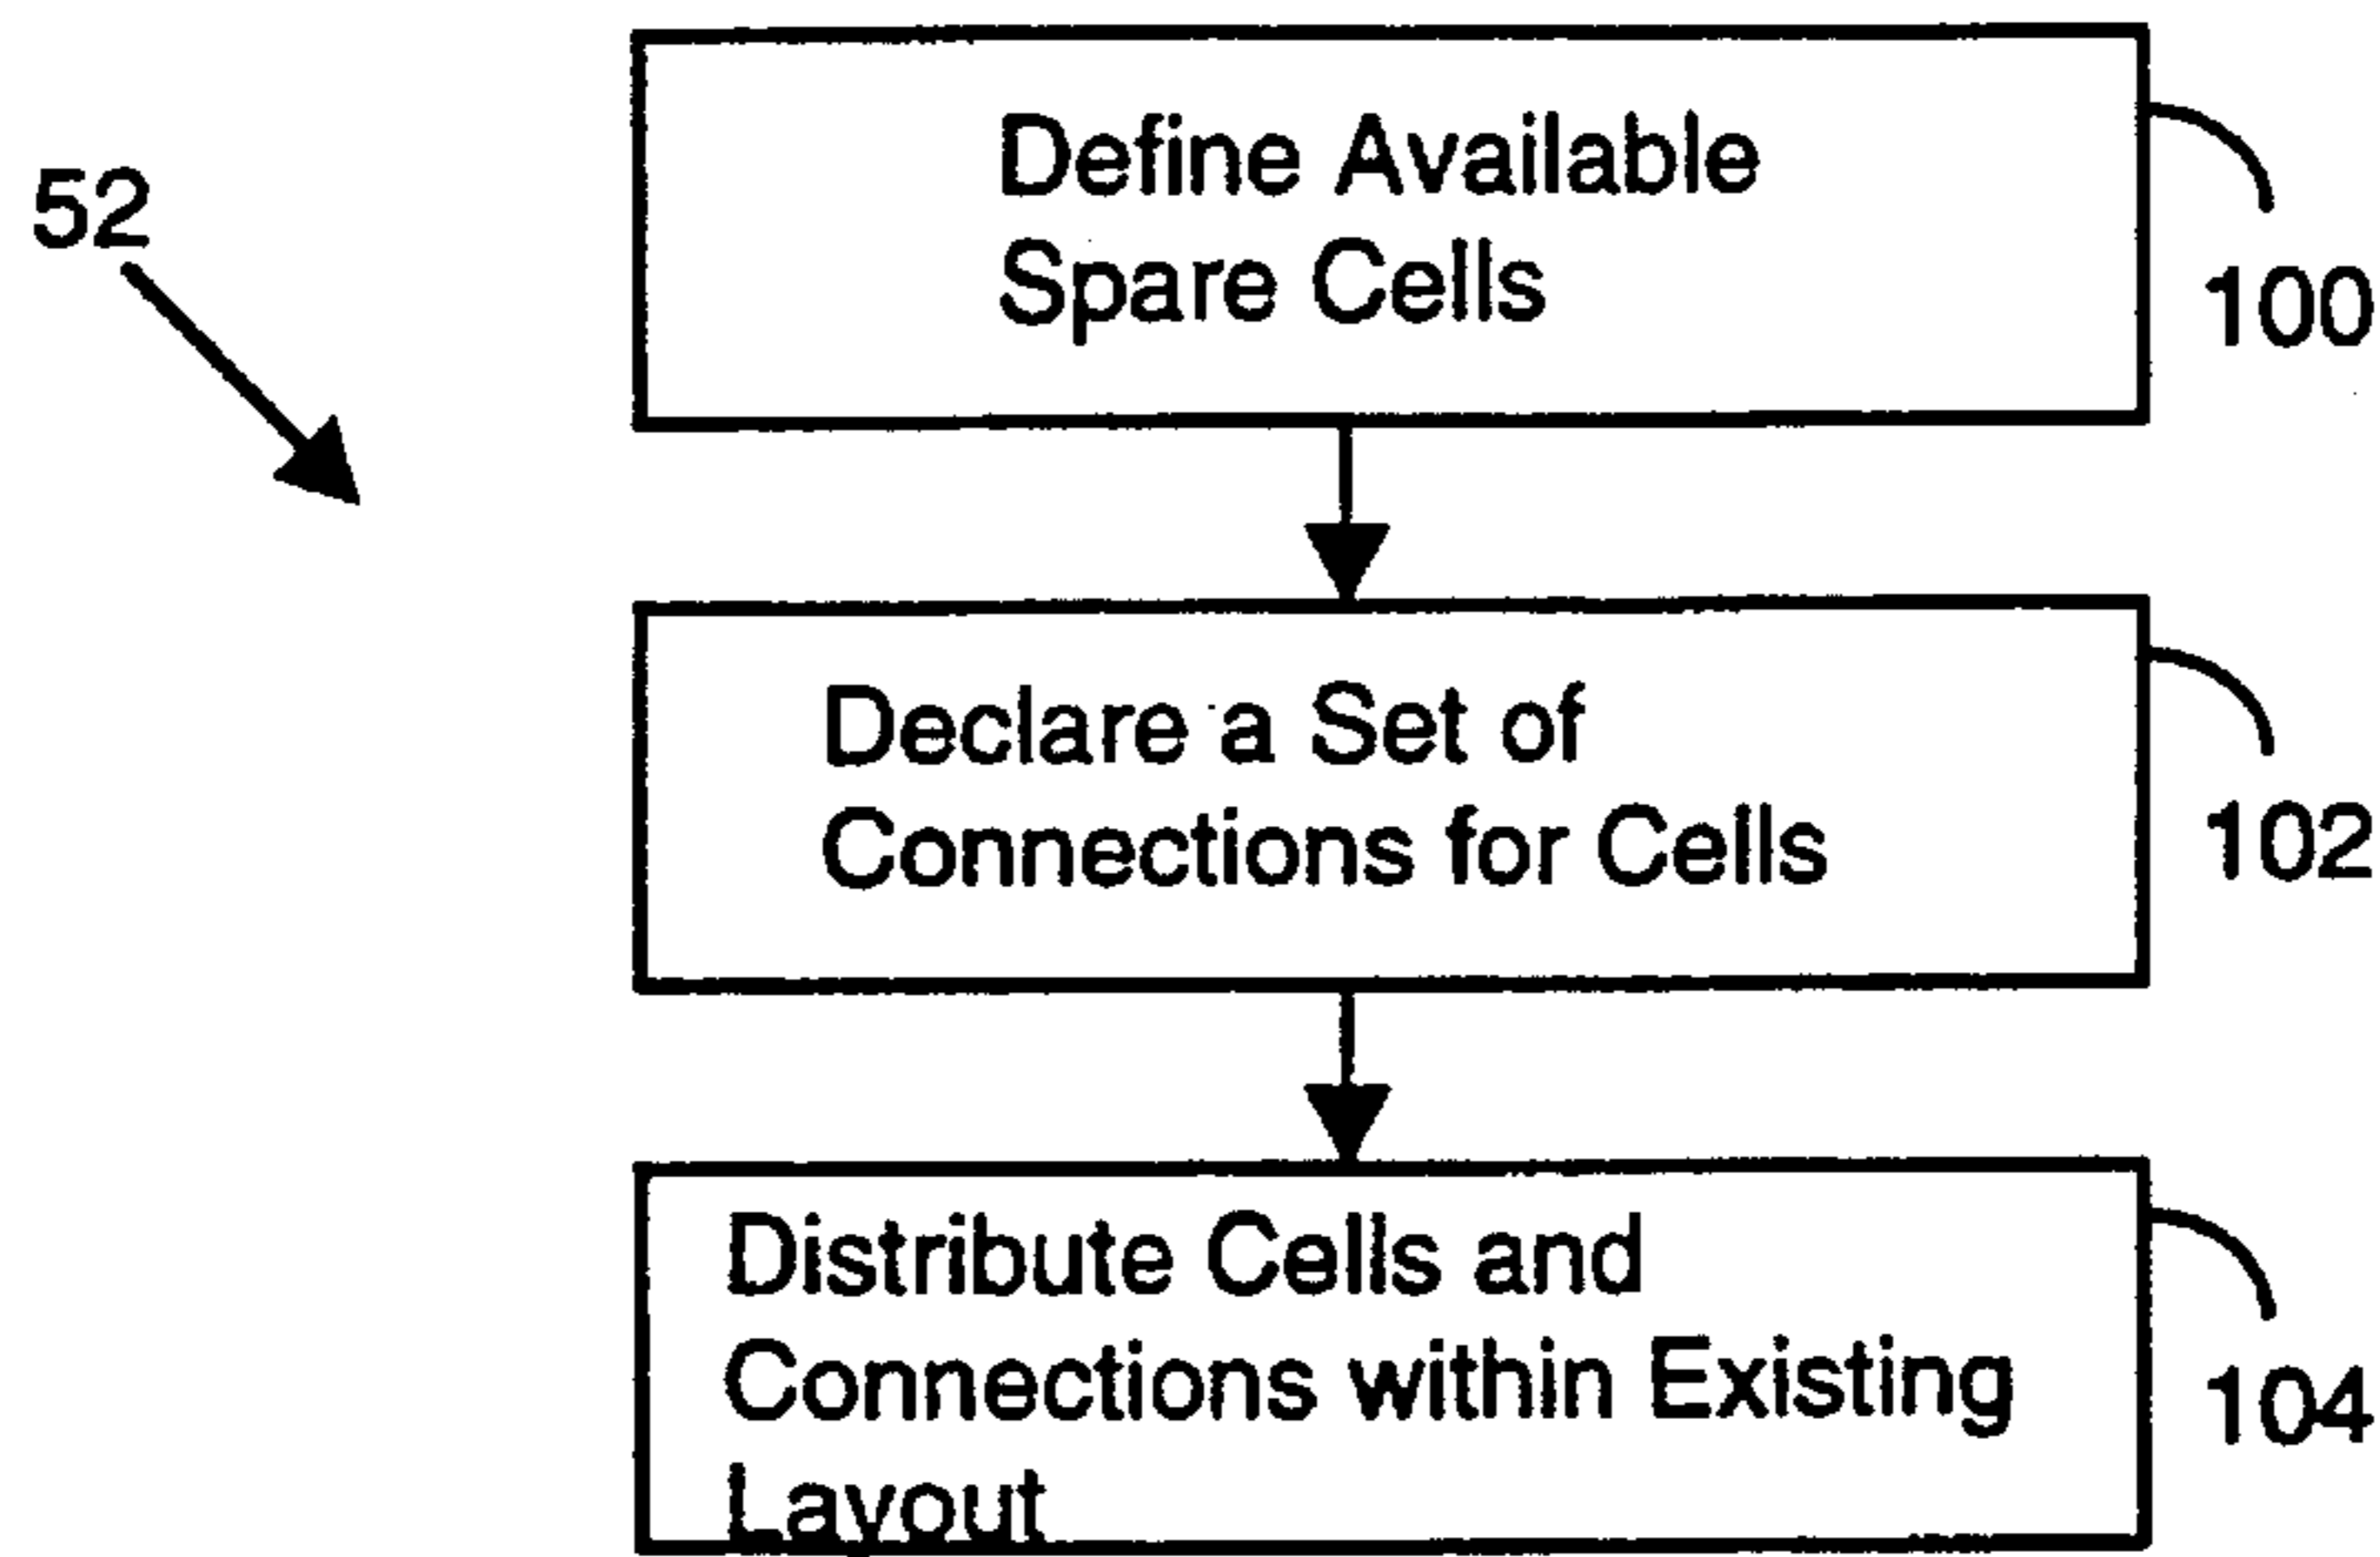 52
Define Available
Spare Cells
100
Declare a Set of
Connections for Cells
102
Distribute Cells and
Connections within Existing
Layout
104